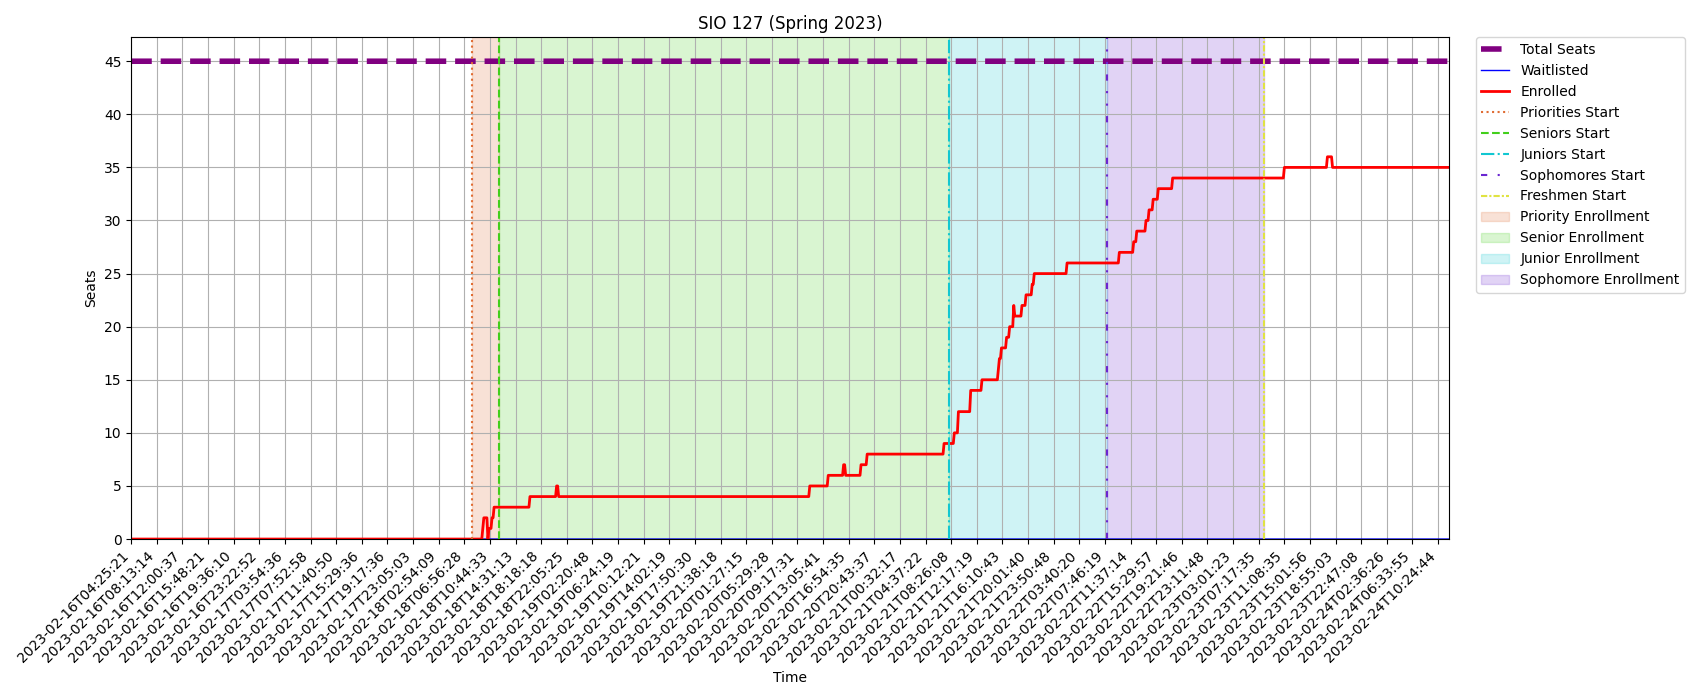 SIO 127 (Spring 2023)
Seats
45
40
35
30
25
20
15
10
5
0
2023-02-16T04:25:21
2023-02-16T08:13:14
2023-02-16T12:00:37
2023-02-16T15:48:21
2023-02-16T19:36:10
2023-02-16T23:22:52
2023-02-17T03:54:36
2023-02-17T07:52:58
2023-02-17T11:40:50
2023-02-17T15:29:36
2023-02-17T19:17:36
2023-02-17T23:05:03
2023-02-18T02:54:09
2023-02-18T06:56:28
2023-02-18T10:44:33
2023-02-18T14:31:13
2023-02-18T18:18:18
2023-02-18T22:05:25
2023-02-19T02:20:48
2023-02-19T06:24:19
2023-02-19T10:12:21
2023-02-19T14:02:19
2023-02-19T17:50:30
2023-02-19T21:38:18
2023-02-20T01:27:15
2023-02-20T05:29:28
2023-02-20T09:17:31
2023-02-20T13:05:41
2023-02-20T16:54:35
2023-02-20T20:43:37
2023-02-21T00:32:17
2023-02-21T04:37:22
2023-02-21T08:26:08
2023-02-21T12:17:19
2023-02-21T16:10:43
2023-02-21T20:01:40
2023-02-21T23:50:48
2023-02-22T03:40:20
2023-02-22T07:46:19
2023-02-22T11:37:14
2023-02-22T15:29:57
2023-02-22T19:21:46
2023-02-22T23:11:48
2023-02-23T03:01:23
2023-02-23T07:17:35
2023-02-23T11:08:35
2023-02-23T15:01:56
2023-02-23T18:55:03
2023-02-23T22:47:08
2023-02-24T02:36:26
2023-02-24T06:33:55
2023-02-24T10:24:44
Time
Total Seats
Waitlisted
Enrolled
Priorities Start
Seniors Start
Juniors Start
Sophomores Start
Freshmen Start
Priority Enrollment
Senior Enrollment
Junior Enrollment
Sophomore Enrollment